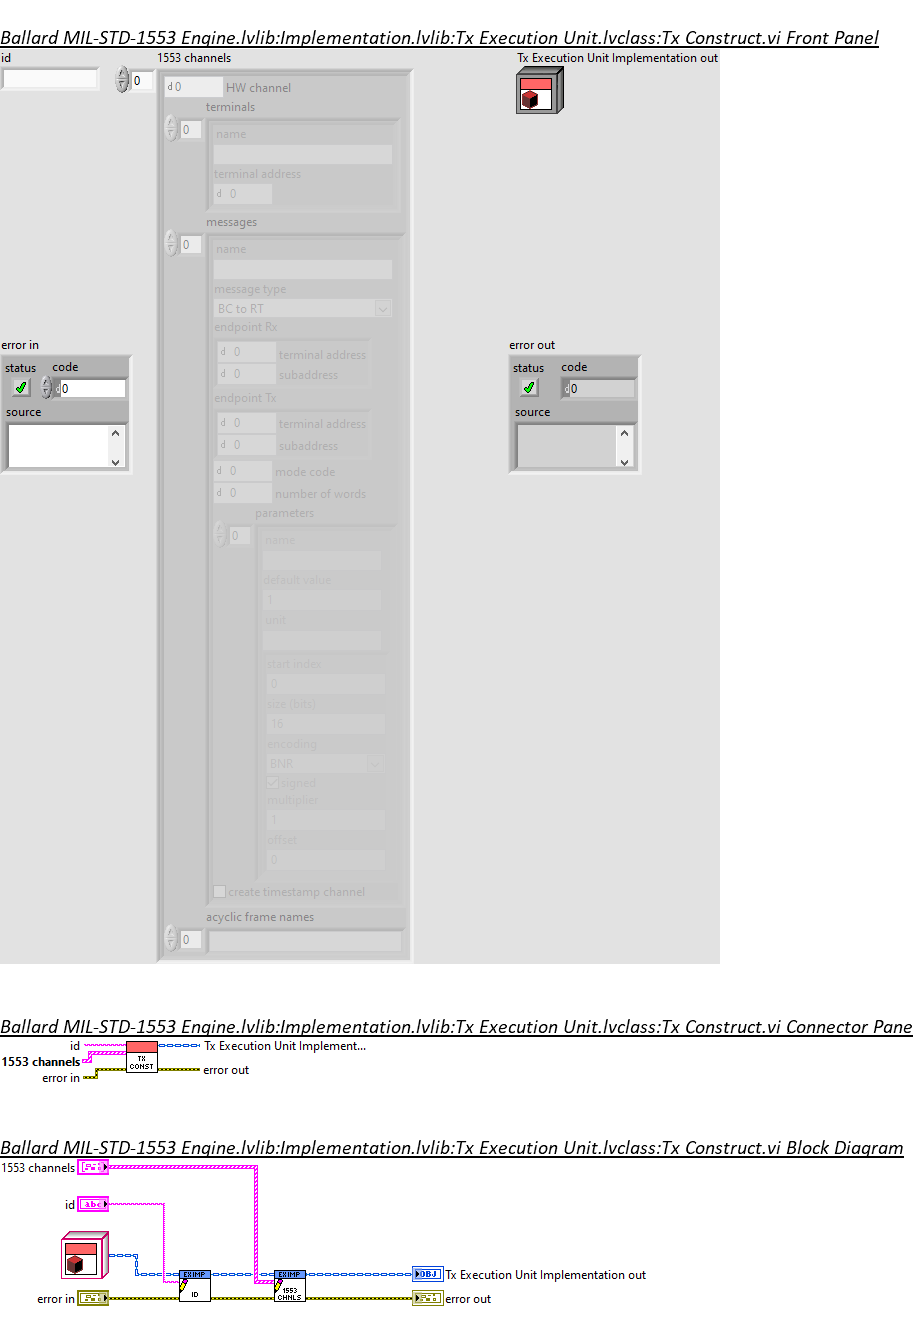 Ballard MIL-STD-1553 Engine.lvlib:Implementation.lvlib:Tx Execution Unit.lvclass:Tx Construct.vi Front Panel
id
1553 channels
Tx Execution Unit Implementation out
0
d 0
HW channel
terminals
0
name
terminal address
d 0
messages
0
name
message type
BC to RT
endpoint Rx
d 0
terminal address
d 0
subaddress
endpoint Tx
d 0
terminal address
d 0
subaddress
d 0
mode code
d 0
number of words
parameters
0
name
default value
1
unit
start index
0
size (bits)
16
encoding
BNR
signed
multiplier
1
offset
0
create timestamp channel
acyclic frame names
0
error in
status
code
d 0
source
error out
status
code
d 0
source
Ballard MIL-STD-1553 Engine.lvlib:Implementation.lvlib:Tx Execution Unit.lvclass:Tx Construct.vi Connector Pane
id
1553 channels
error in
TX
CONST
Tx Execution Unit Implement...
error out
Ballard MIL-STD-1553 Engine.lvlib:Implementation.lvlib:Tx Execution Unit.lvclass:Tx Construct.vi Block Diagram
1553 channels
id
abc
EX IMP
ID
EX IMP
1553
CHNLS
OBJ
Tx Execution Unit Implementation out
error in
error out